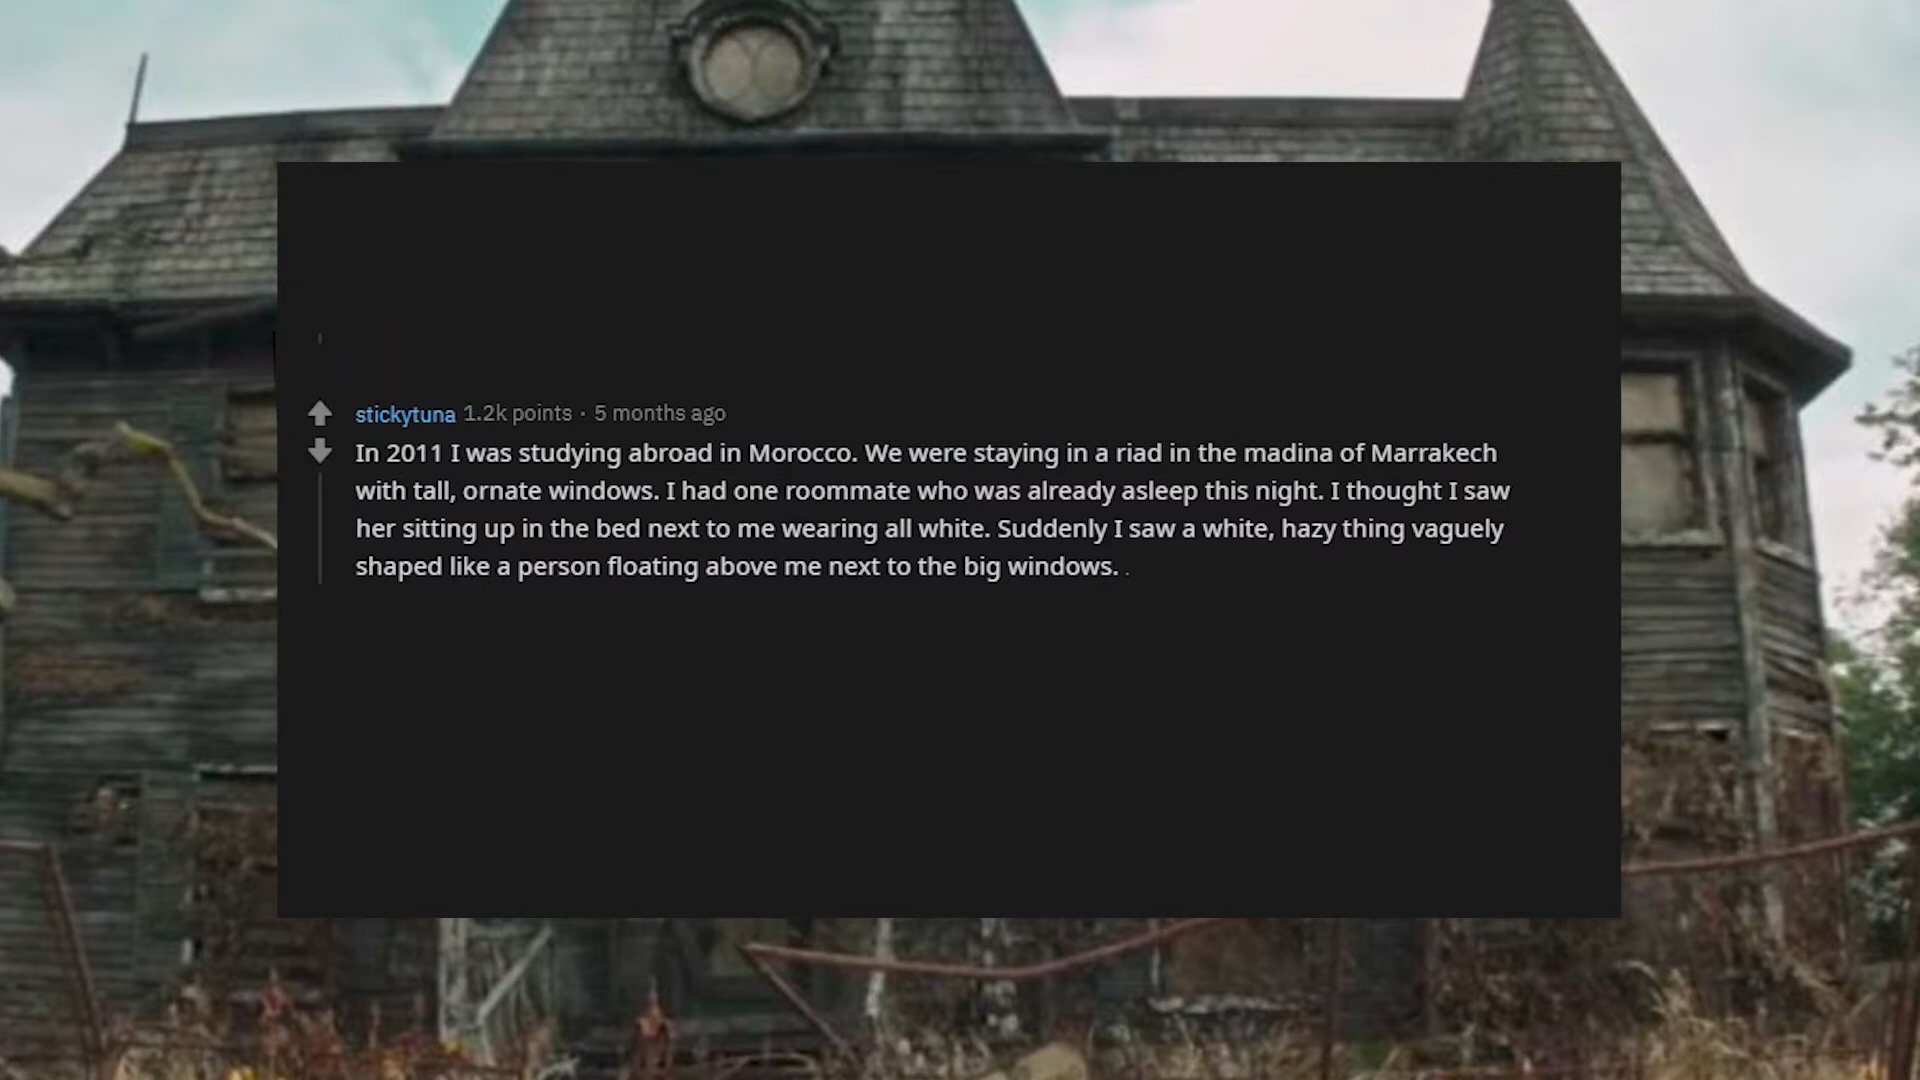 stickytuna 1.2k points · 5 months ago
In 2011 I was studying abroad in Morocco. We were staying in a riad in the madina of Marrakech
with tall, ornate windows. I had one roommate who was already asleep this night. I thought I saw
her sitting up in the bed next to me wearing all white. Suddenly I saw a white, hazy thing vaguely
shaped like a person floating above me next to the big windows. .